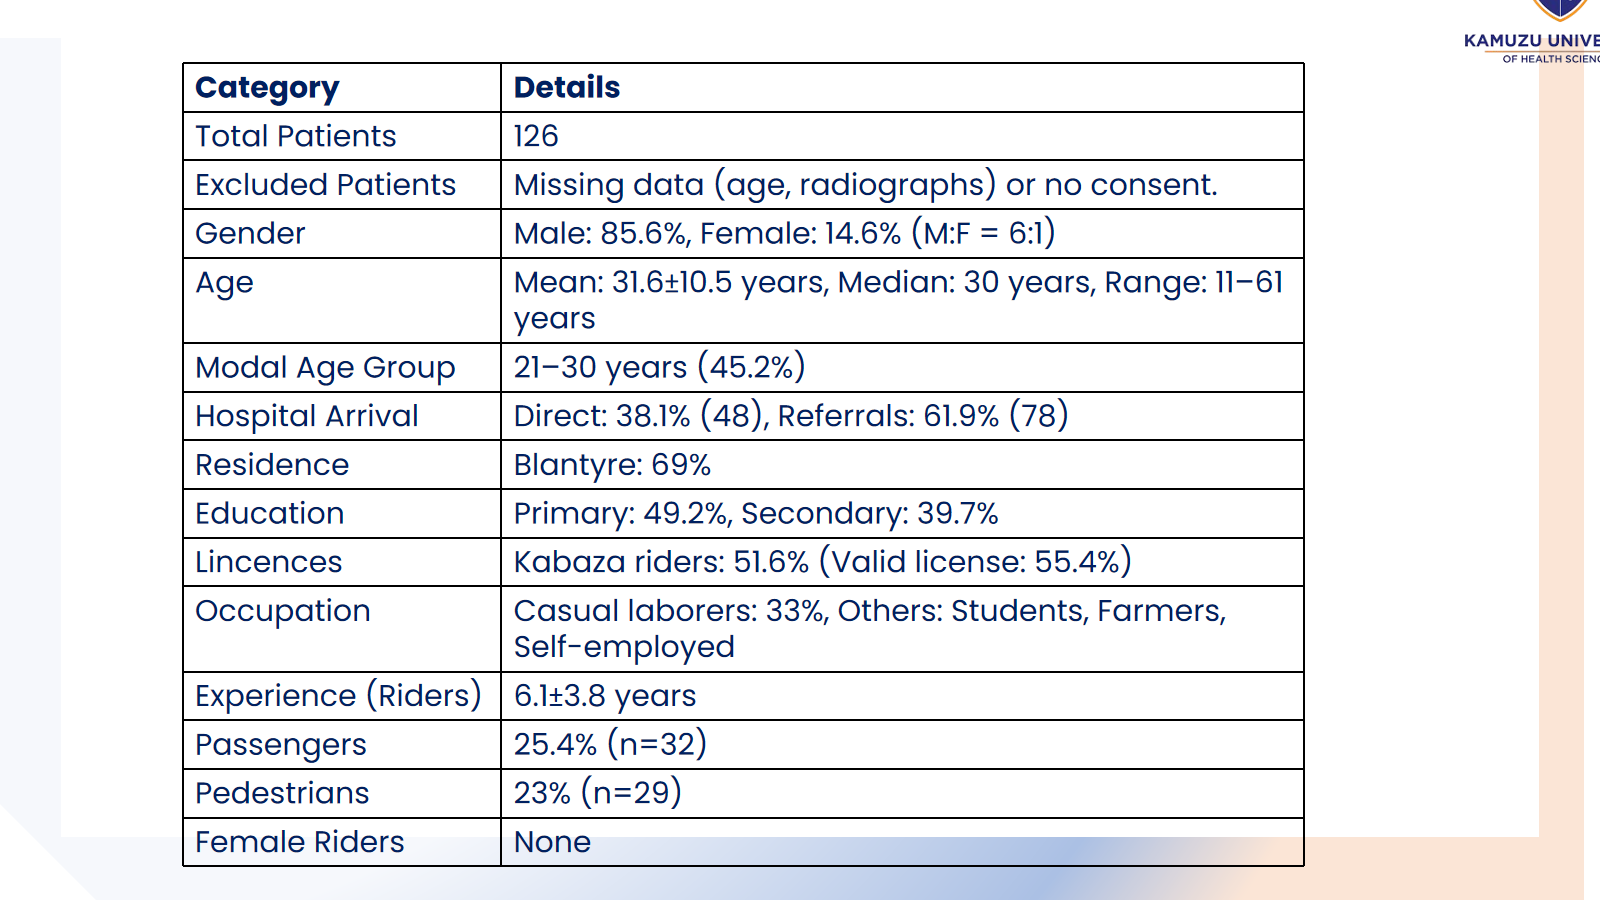 KAMUZU UNIVE
OF HEALTH SCIENC
Category Details
Total Patients 126
Excluded Patients Missing data (age, radiographs) or no consent.
Gender Male: 85.6%, Female: 14.6% (M:F = 6:1)
Age Mean: 31.6±10.5 years, Median: 30 years, Range: 11–61
years
Modal Age Group 21–30 years (45.2%)
Hospital Arrival Direct: 38.1% (48), Referrals: 61.9% (78)
Residence Blantyre: 69%
Education Primary: 49.2%, Secondary: 39.7%
Lincences Kabaza riders: 51.6% (Valid license: 55.4%)
Occupation Casual laborers: 33%, Others: Students, Farmers,
Self-employed
Experience (Riders) 6.1±3.8 years
Passengers 25.4% (n=32)
Pedestrians 23% (n=29)
Female Riders None